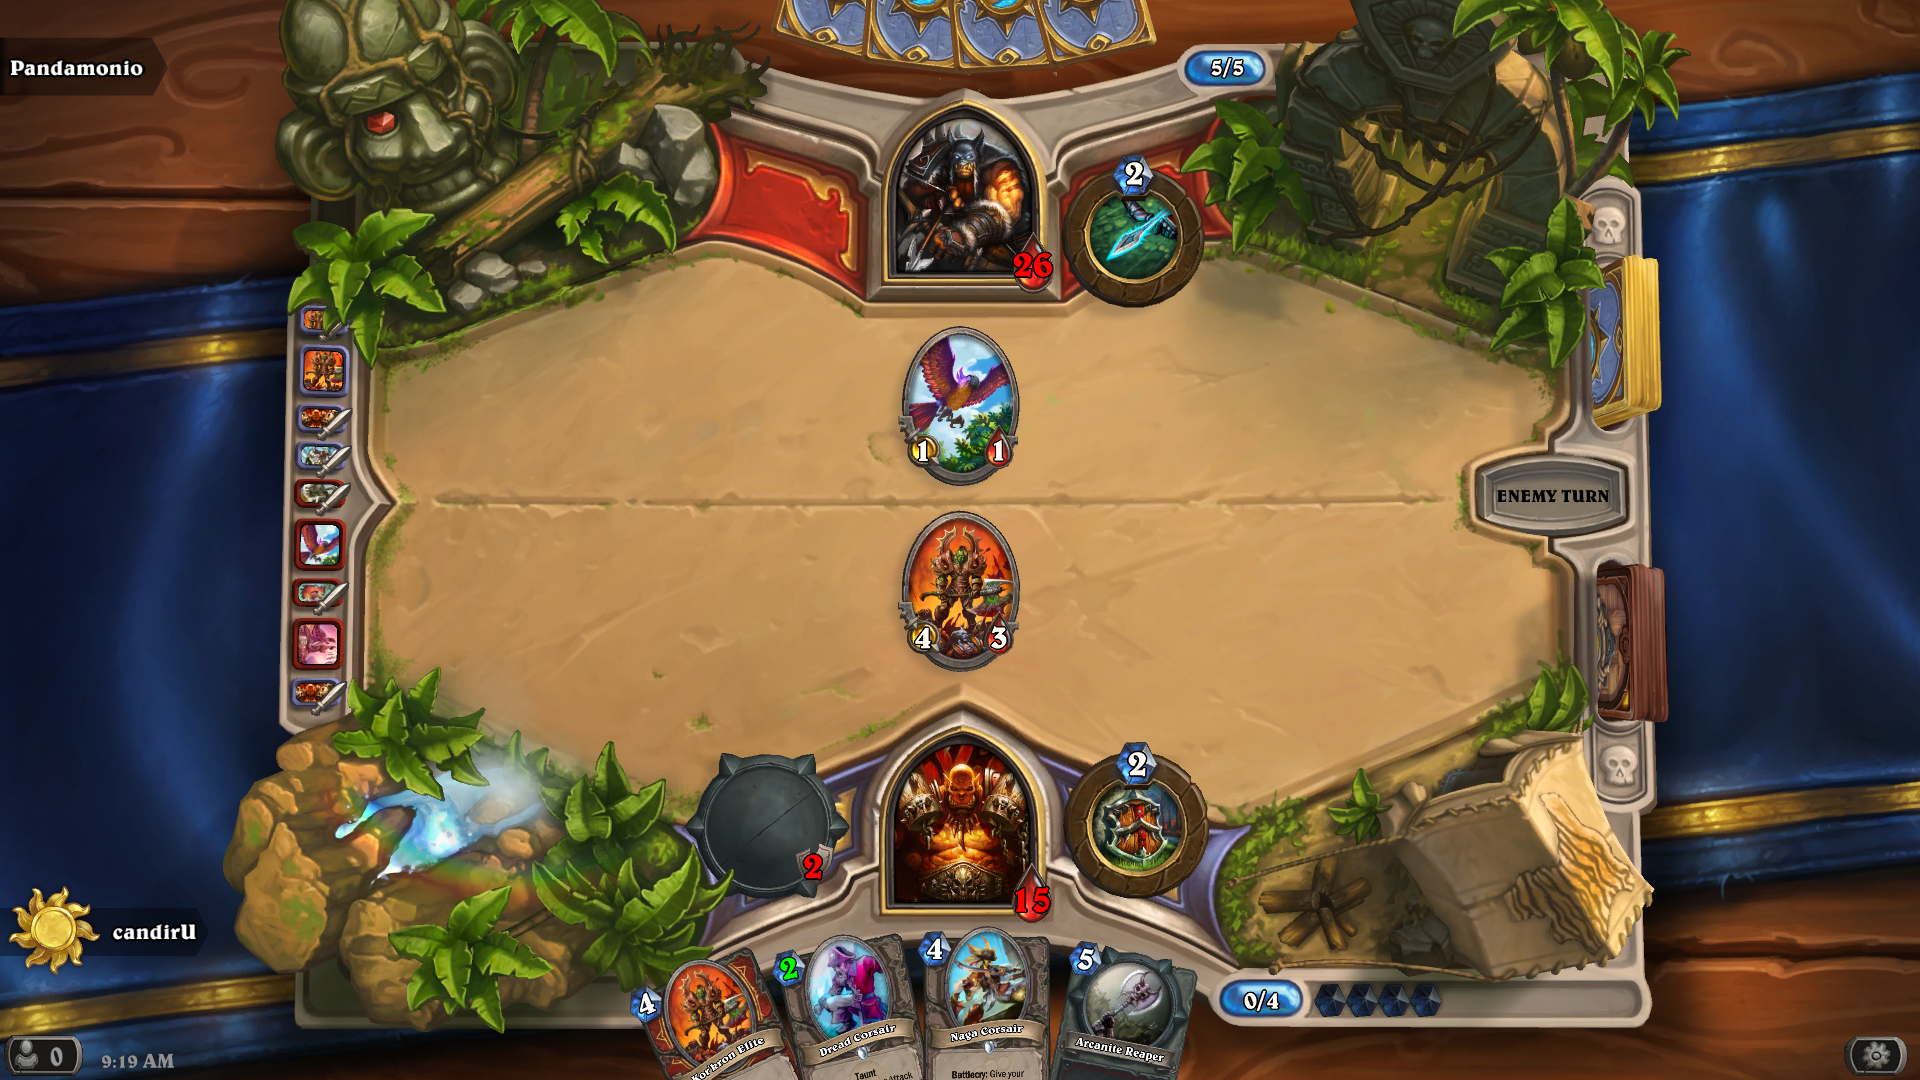 Pandamonio
5/5
2
26
1
1
ENEMY TURN
4
3
2
2
15
candirU
4
2
4
5
Kor'kron Elite
Dread Corsair
Naga Corsair
Arcanite Reaper
Taunt
Attack
Battlecry: Give your
0/4
0
9:19 AM